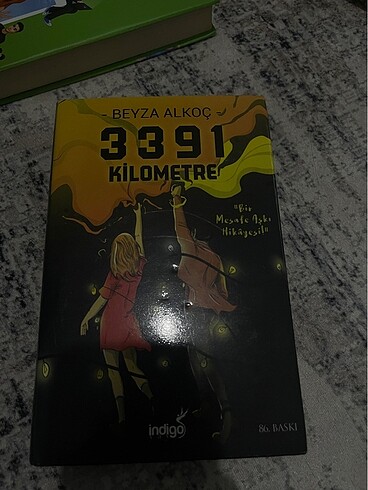 - BEYZA ALKOÇ -
3391
KİLOMETRE
"Bir
Mesafe Aşkı
Hikâyesi!"
indigo
86. BASKI